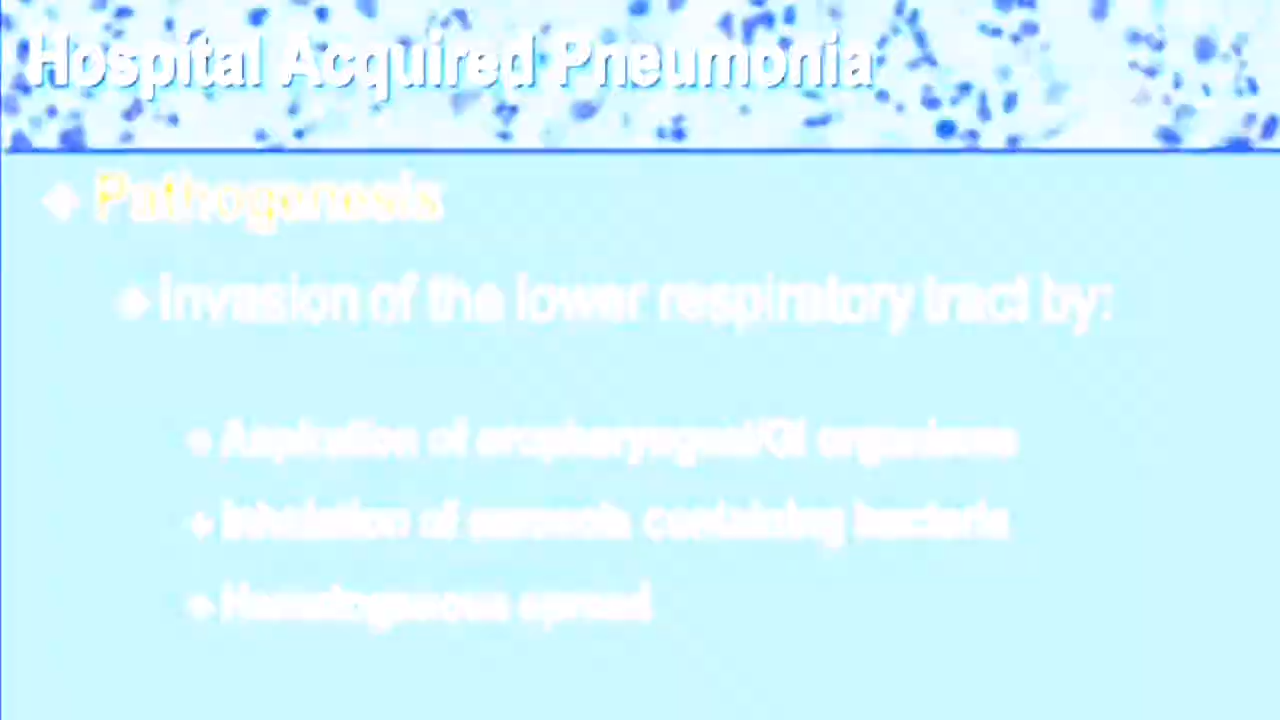 Hospital Acquired Pneumonia
Pathogenesis
Invasion of the lower respiratory tract by:
Aspiration of oropharyngeal/GI organisms
Inhalation of aerosols containing bacteria
Hematogenous spread